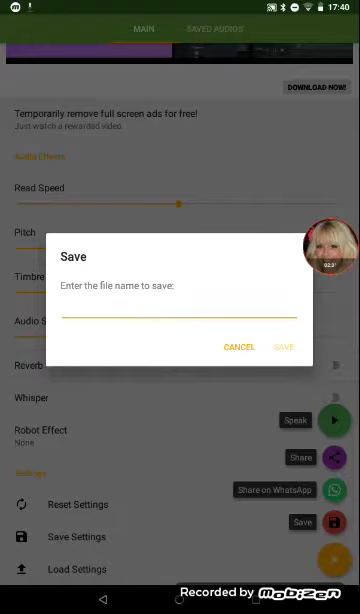 17:40
MAIN
SAVED AUDIOS
DOWNLOAD NOW!
Temporarily remove full screen ads for free!
Just watch a rewarded video.
Audio Effects
Read Speed
Pitch
Save
02:31
Enter the file name to save:
Timbre
Audio S
CANCEL
SAVE
Reverb
Whisper
Speak
Robot Effect
None
Share
Settings
Share on WhatsApp
Reset Settings
Save
Save Settings
Load Settings
Recorded by MOBIZEN